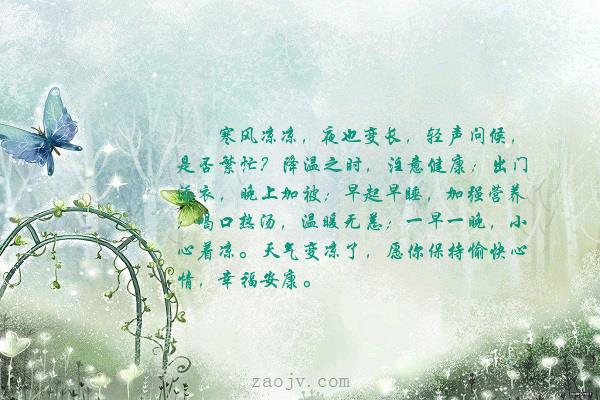 寒风凉凉，夜也变长，轻声问候，
是否繁忙？降温之时，注意健康；出门
衣，晚上加被；早起早睡，加强营养
；喝口热汤，温暖无恙；一早一晚，小
心着凉。天气变凉了，愿你保持愉快心
情，幸福安康。
zaojv.com